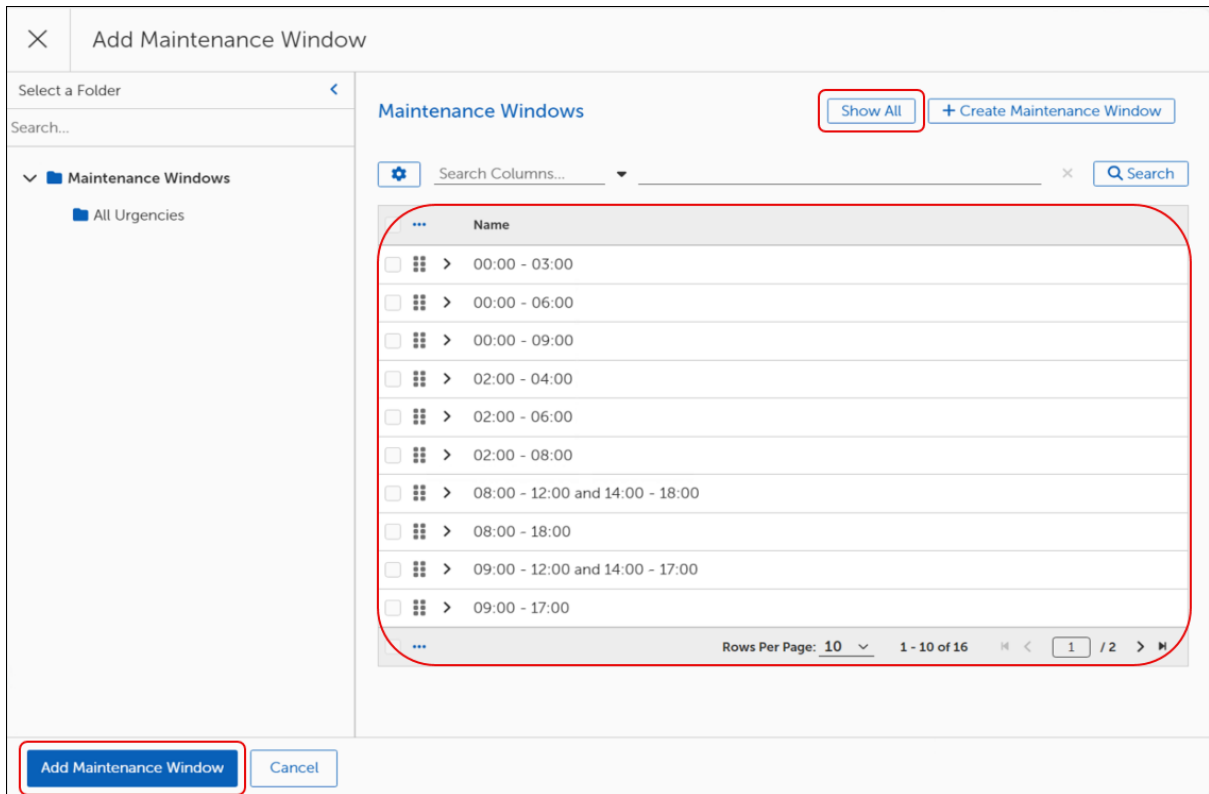 Add Maintenance Window
Select a Folder
Search...
Maintenance Windows
All Urgencies
Maintenance Windows
Show All
+ Create Maintenance Window
Search Columns...
Search
Name
00:00 - 03:00
00:00 - 06:00
00:00 - 09:00
02:00 - 04:00
02:00 - 06:00
02:00 - 08:00
08:00 - 12:00 and 14:00 - 18:00
08:00 - 18:00
09:00 - 12:00 and 14:00 - 17:00
09:00 - 17:00
Rows Per Page: 10 1 - 10 of 16 1 / 2
Add Maintenance Window Cancel